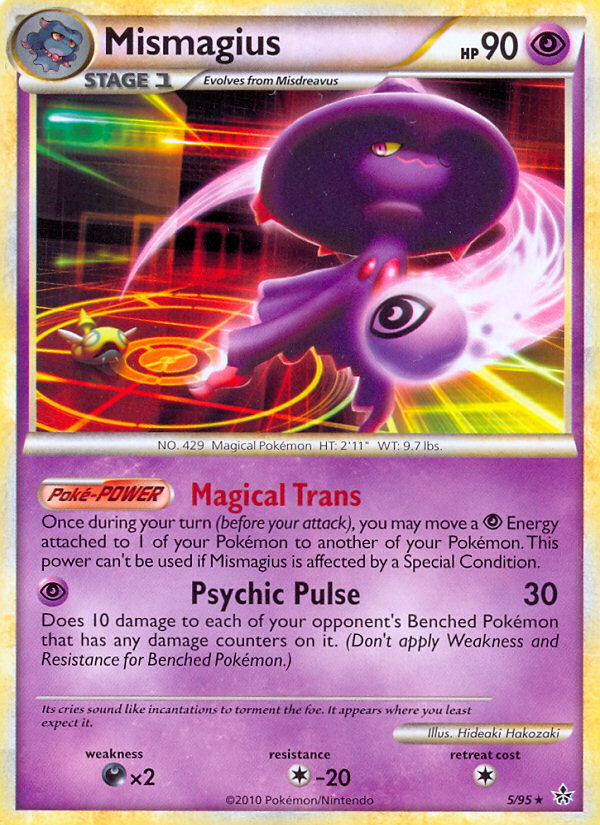 Mismagius
HP 90
STAGE 1
Evolves from Misdreavus
NO. 429 Magical Pokémon HT: 2'11" WT: 9.7 lbs.
Poké-POWER Magical Trans
Once during your turn (before your attack), you may move a Energy
attached to 1 of your Pokémon to another of your Pokémon. This
power can't be used if Mismagius is affected by a Special Condition.
Psychic Pulse 30
Does 10 damage to each of your opponent's Benched Pokémon
that has any damage counters on it. (Don't apply Weakness and
Resistance for Benched Pokémon.)
Its cries sound like incantations to torment the foe. It appears where you least
expect it.
Illus. Hideaki Hakozaki
weakness resistance retreat cost
×2 -20
©2010 Pokémon/Nintendo 5/95 ★